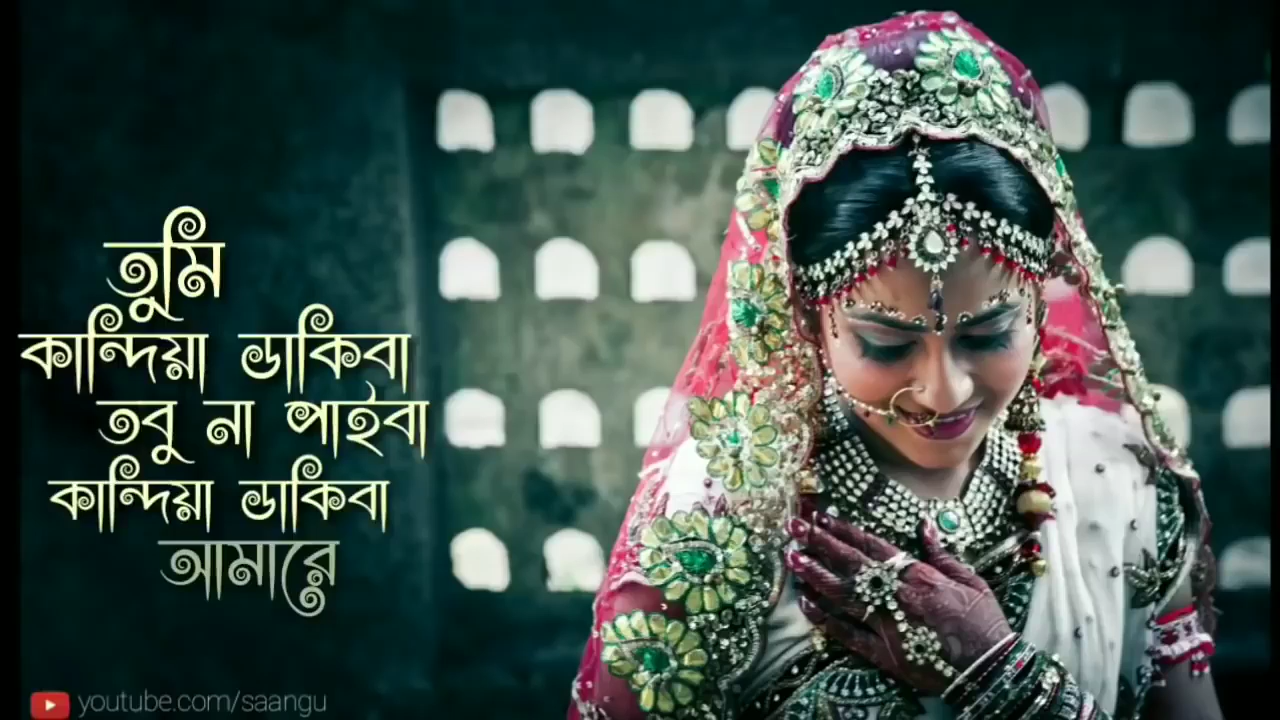 তুমি
কান্দিয়া ডাকিবা
তবু না পাইবা
কান্দিয়া ডাকিবা
আমারে
youtube.com/saangu